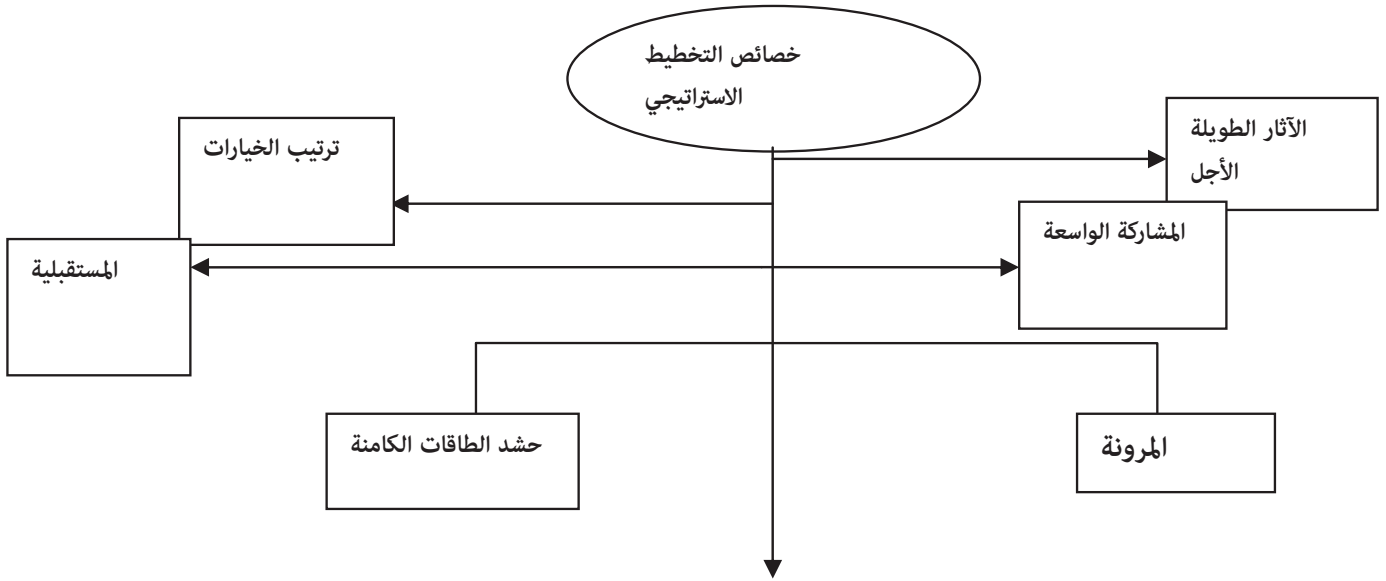 خصائص التخطيط
الاستراتيجي
الآثار الطويلة
الأجل
ترتيب الخيارات
المشاركة الواسعة
المستقبلية
حشد الطاقات الكامنة
المرونة